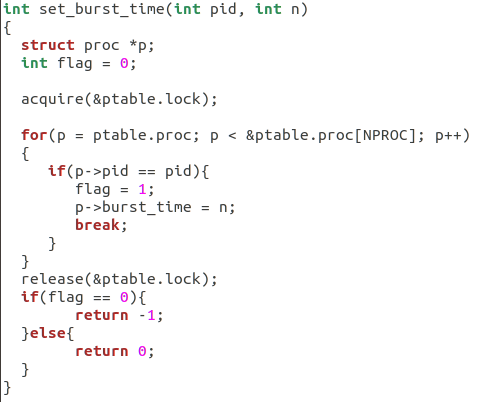 int set_burst_time(int pid, int n)
{
  struct proc *p;
  int flag = 0;

  acquire(&ptable.lock);

  for(p = ptable.proc; p < &ptable.proc[NPROC]; p++)
  {
     if(p->pid == pid){
        flag = 1;
        p->burst_time = n;
        break;
     }
  }
  release(&ptable.lock);
  if(flag == 0){
        return -1;
  }else{
        return 0;
  }
}